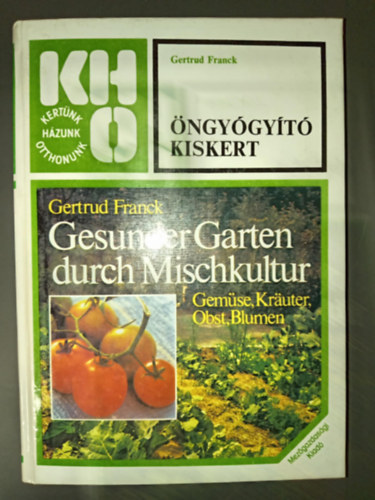 KHO
KERTÜNK
HÁZUNK
OTTHONUNK
Gertrud Franck
ÖNGYÓGYÍTÓ
KISKERT
Gertrud Franck
Gesunder Garten
durch Mischkultur
Gemüse, Kräuter,
Obst, Blumen
Mezőgazdasági
Kiadó